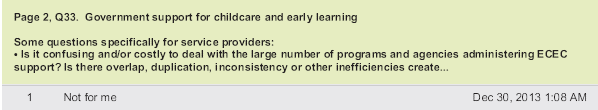 Page 2, Q33. Government support for childcare and early learning
Some questions specifically for service providers:
• Is it confusing and/or costly to deal with the large number of programs and agencies administering ECEC
support? Is there overlap, duplication, inconsistency or other inefficiencies create...
1 Not for me Dec 30, 2013 1:08 AM